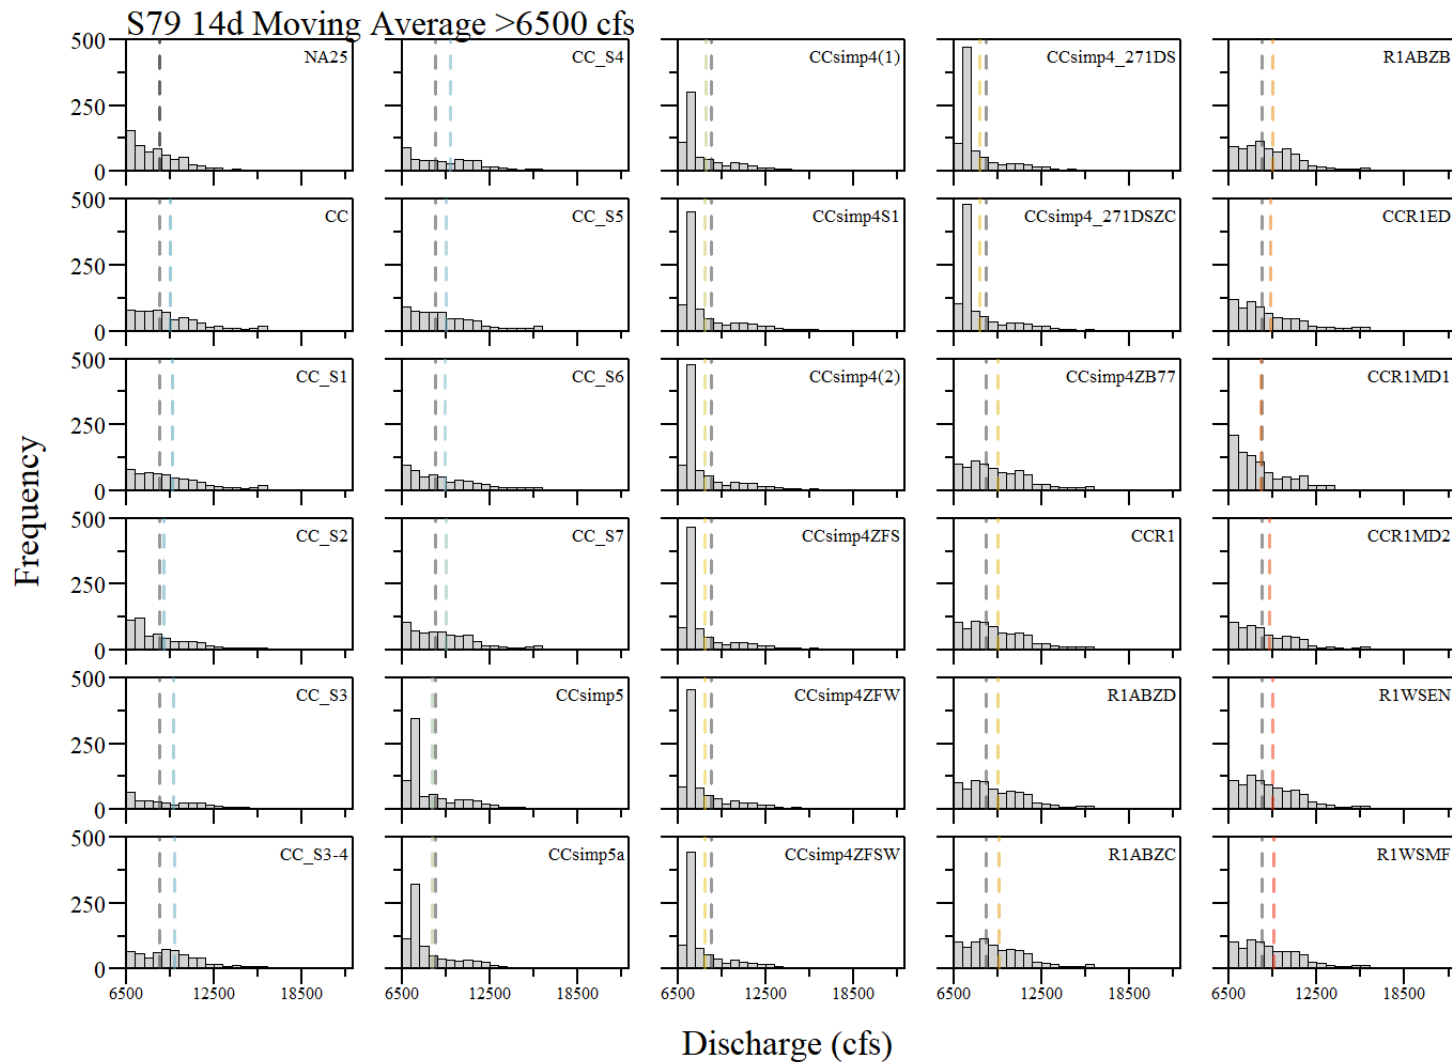 S79 14d Moving Average >6500 cfs
500 NA25 CC_S4 CCsimp4(1) CCsimp4_271DS R1ABZB
250
0
500 CC CC_S5 CCsimp4S1 CCsimp4_271DSZC CCR1ED
250
0
500 CC_S1 CC_S6 CCsimp4(2) CCsimp4ZB77 CCR1MD1
250
0
500 CC_S2 CC_S7 CCsimp4ZFS CCR1 CCR1MD2
250
0
500 CC_S3 CCsimp5 CCsimp4ZFW R1ABZD R1WSEN
250
0
500 CC_S3-4 CCsimp5a CCsimp4ZFSW R1ABZC R1WSMF
250
0
6500 12500 18500 6500 12500 18500 6500 12500 18500 6500 12500 18500 6500 12500 18500
Frequency
Discharge (cfs)